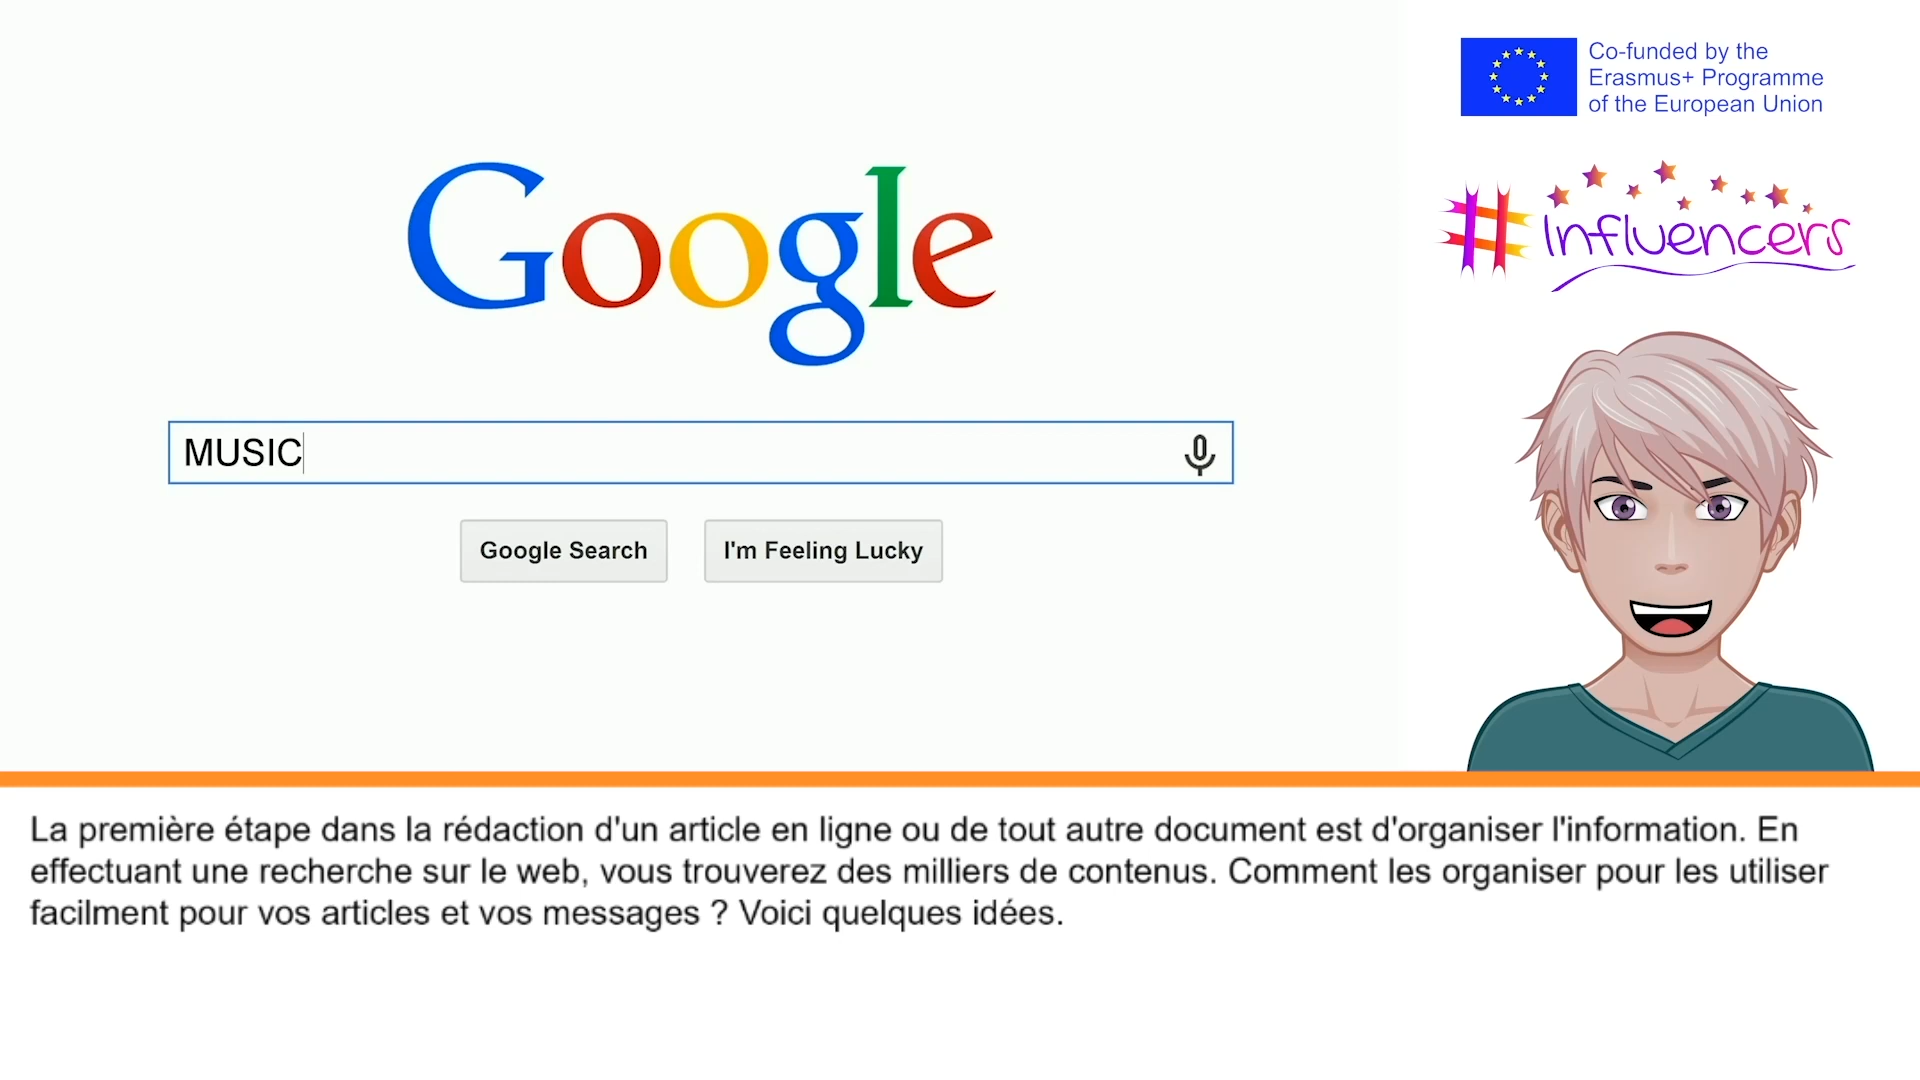 Co-funded by the
Erasmus+ Programme
of the European Union
#Influencers
Google
MUSIC
Google Search
I'm Feeling Lucky
La première étape dans la rédaction d'un article en ligne ou de tout autre document est d'organiser l'information. En
effectuant une recherche sur le web, vous trouverez des milliers de contenus. Comment les organiser pour les utiliser
facilment pour vos articles et vos messages ? Voici quelques idées.